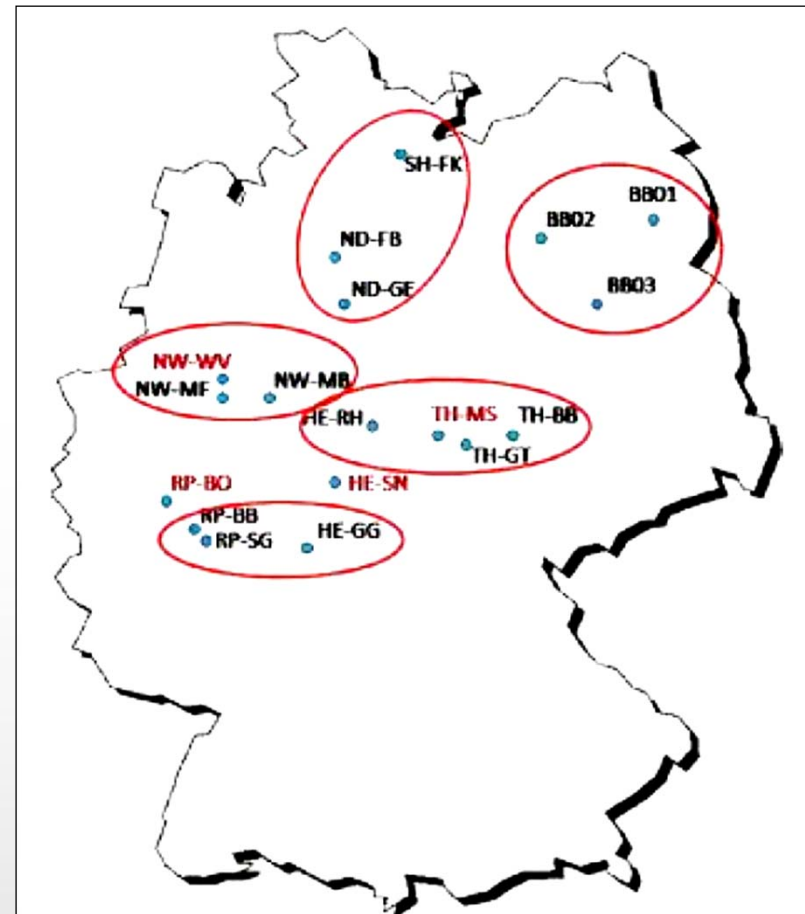 SH-FK
BB01
BB02
ND-FB
ND-GE
BB03
NW-WV
NW-MF
NW-MB
HE-RH
TH-MS
TH-BB
TH-GT
RP-BO
HE-SN
RP-BB
RP-SG
HE-GG